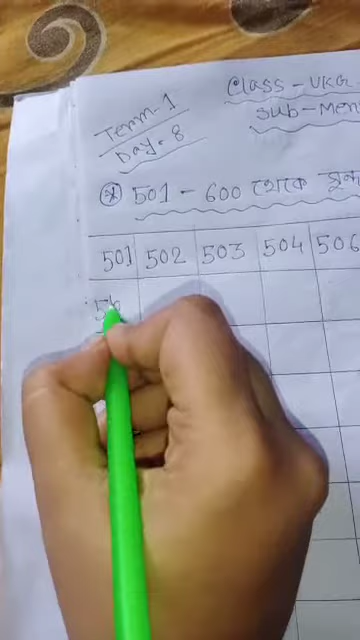 Class - UKG
Term-1
Sub - Men
Day - 8
* 501 - 600 থেকে
501 502 503 504 506